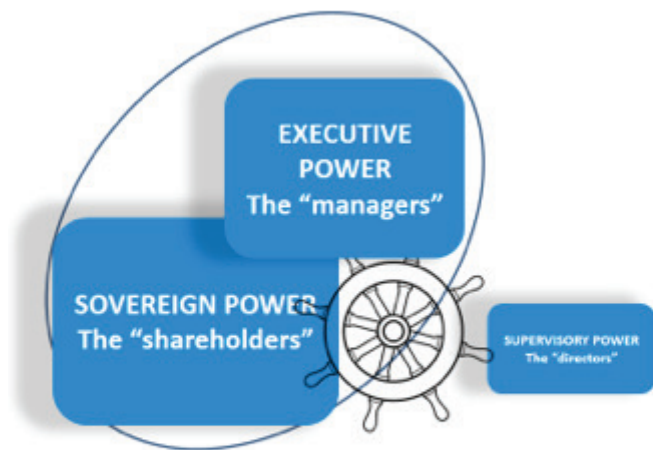 EXECUTIVE
POWER
The “managers”
SOVEREIGN POWER
The “shareholders”
SUPERVISORY POWER
The “directors”